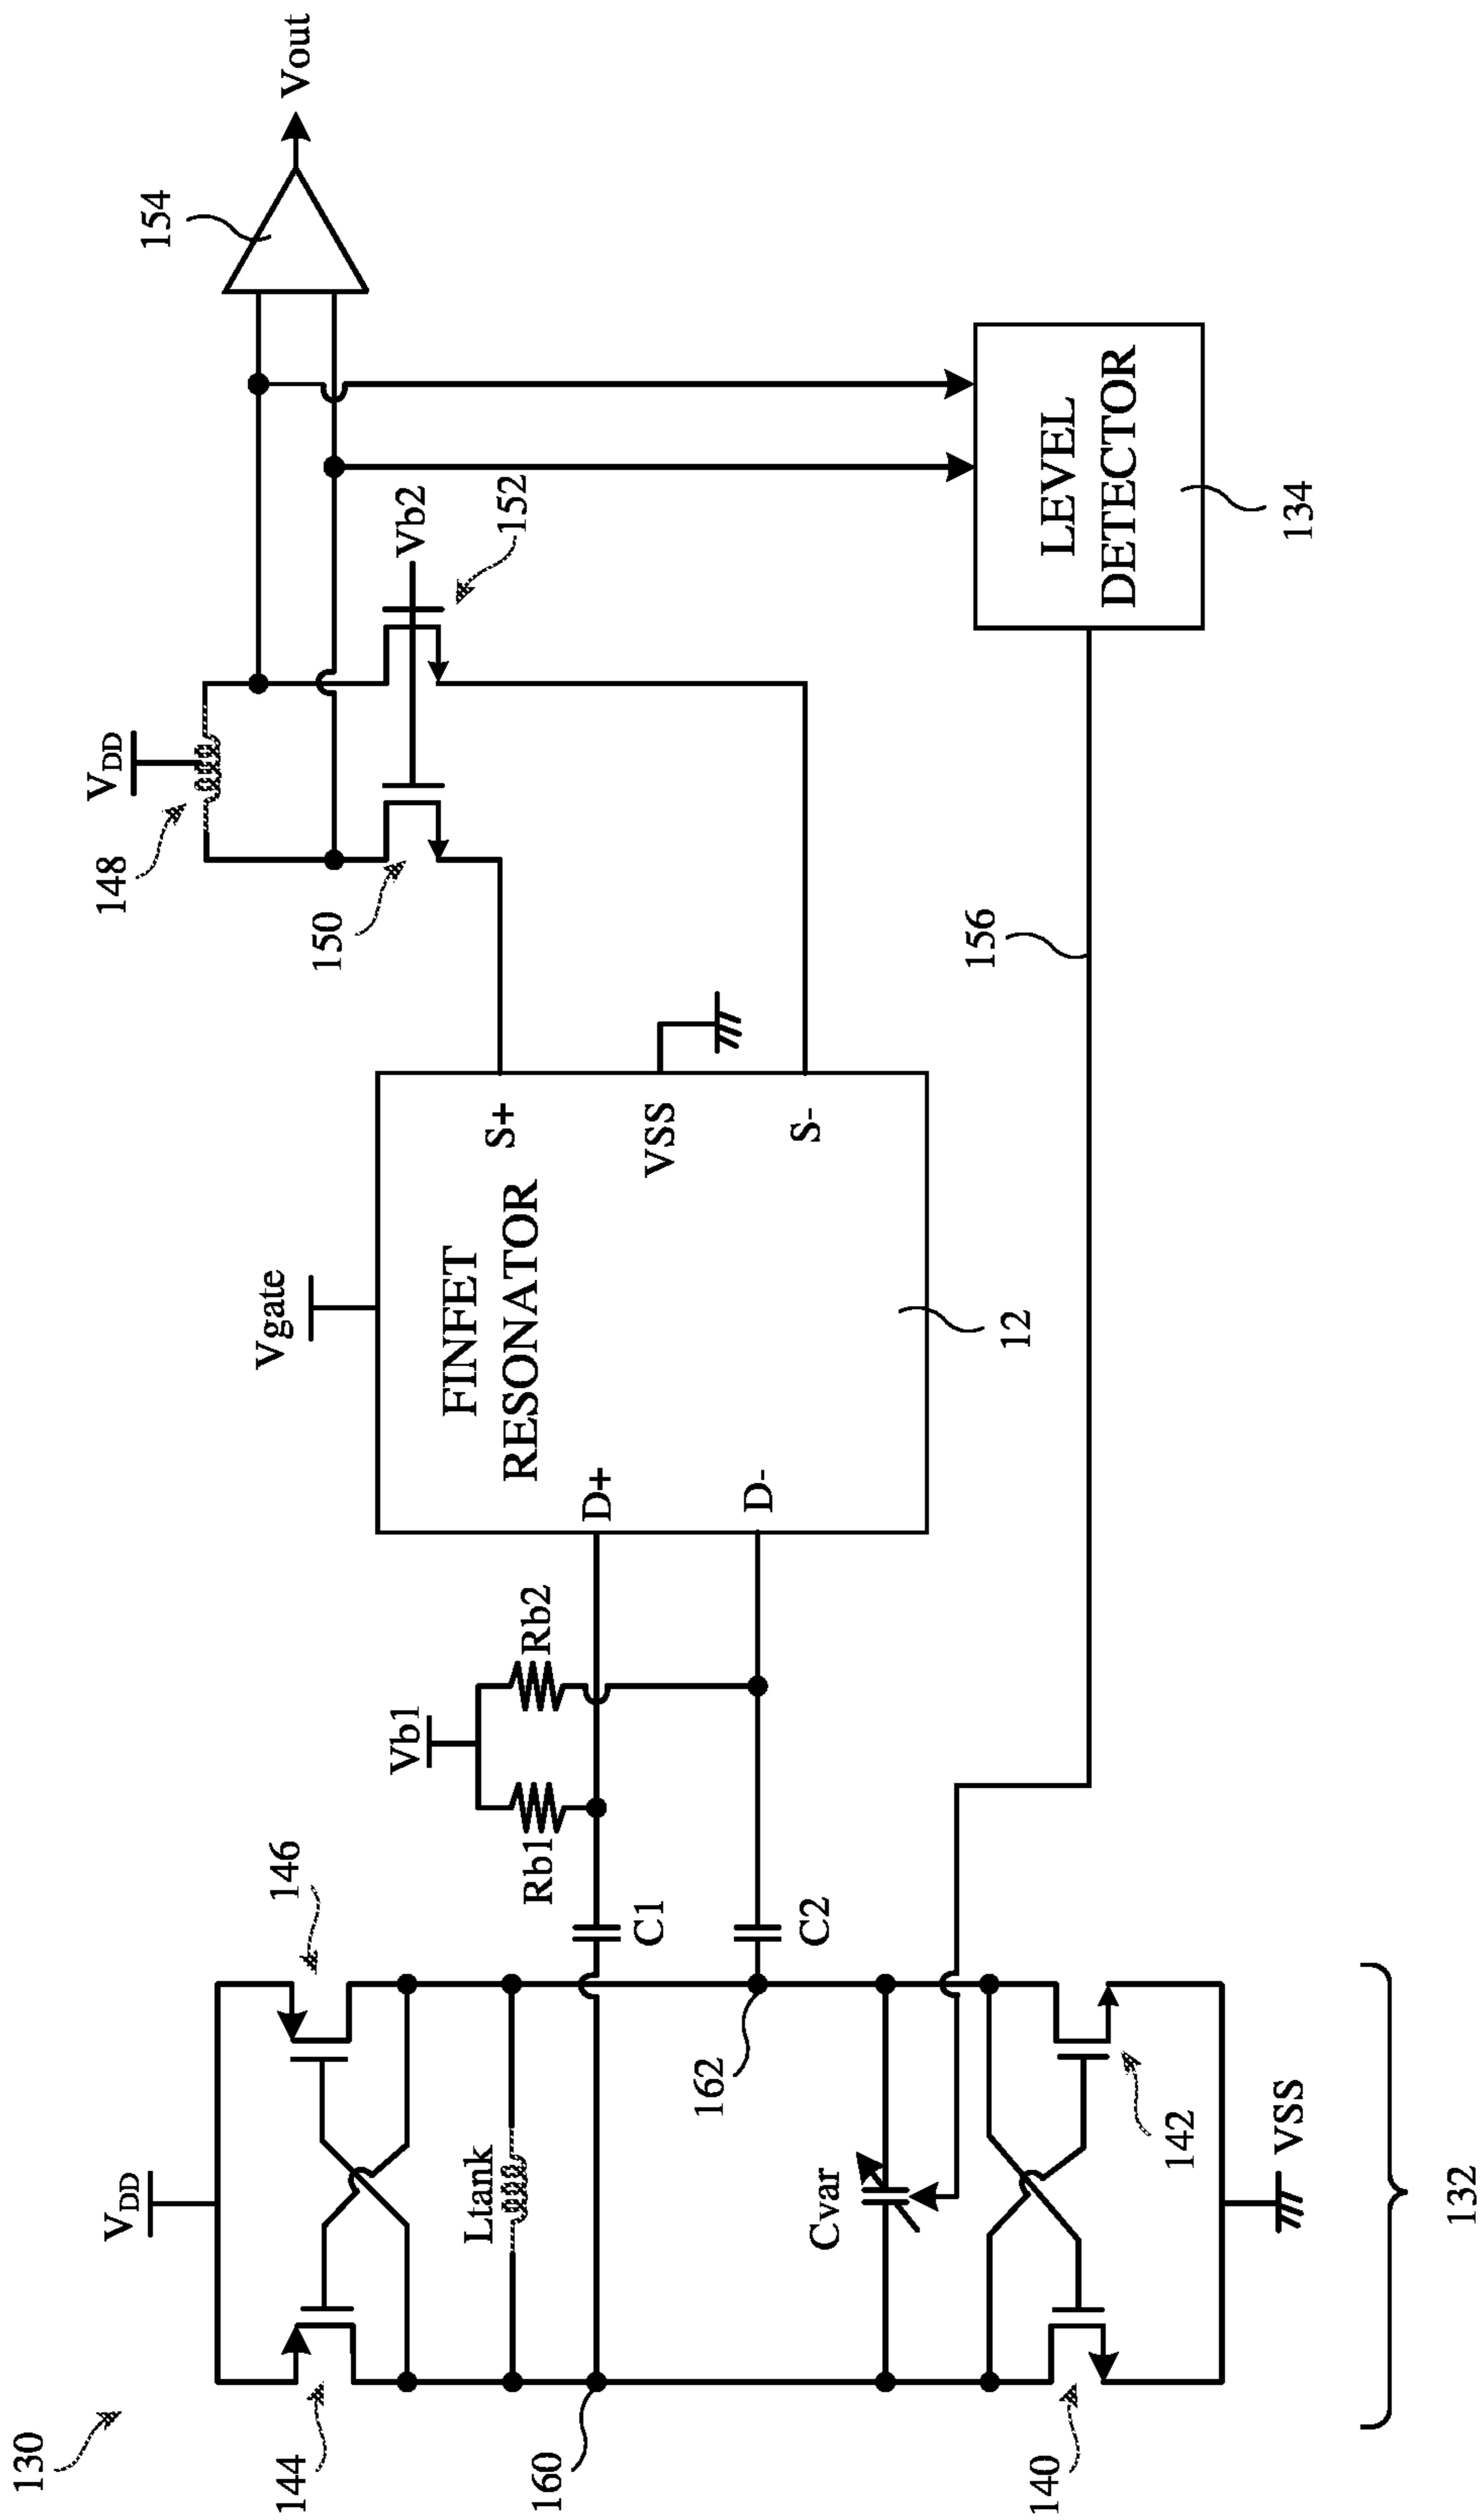 130
V_DD
144
146
Ltank
160
162
Cvar
140
142
VSS
132
C1
C2
Rb1
Rb2
Vb1
Vgate
FINFET
RESONATOR
D+
D-
S+
VSS
S-
12
V_DD
148
150
152
Vb2
154
Vout
156
LEVEL
DETECTOR
134